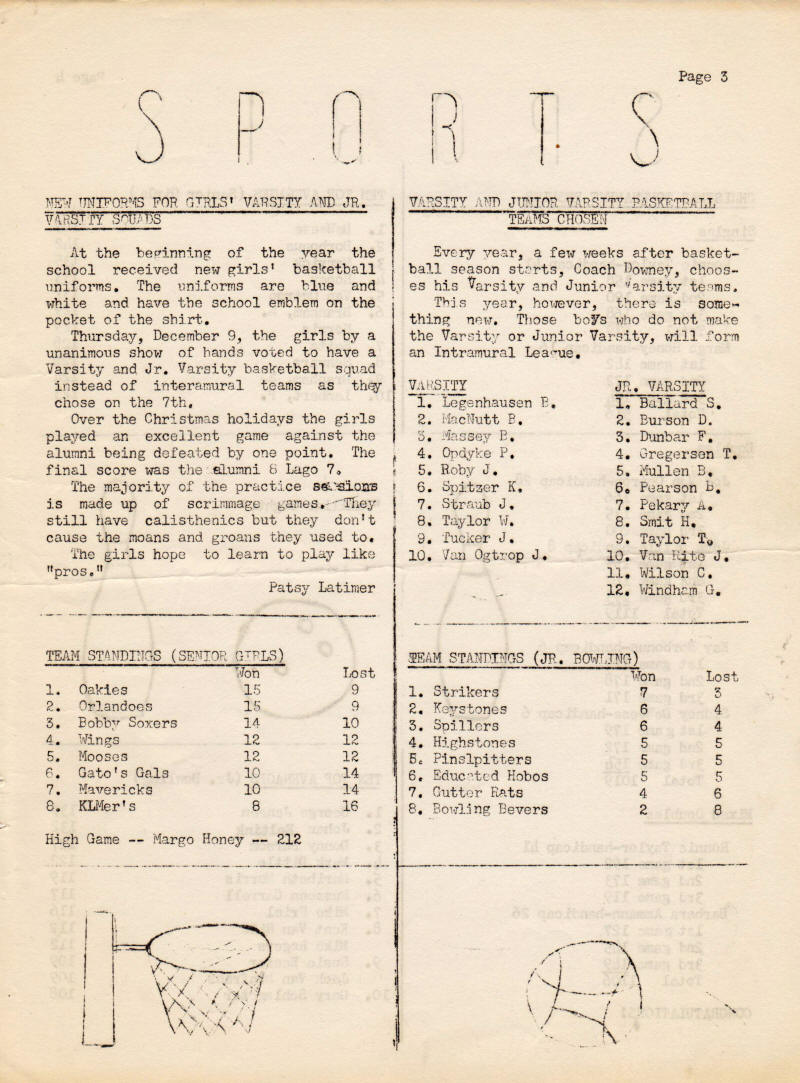 Page 3
SPORTS
NEW UNIFORMS FOR GIRLS' VARSITY AND JR.
VARSITY SQUADS
At the beginning of the year the
school received new girls' basketball
uniforms. The uniforms are blue and
white and have the school emblem on the
pocket of the shirt.
Thursday, December 9, the girls by a
unanimous show of hands voted to have a
Varsity and Jr. Varsity basketball squad
instead of interamural teams as they
chose on the 7th.
Over the Christmas holidays the girls
played an excellent game against the
alumni being defeated by one point. The
final score was the alumni 8 Lago 7.
The majority of the practice sessions
is made up of scrimmage games. They
still have calisthenics but they don't
cause the moans and groans they used to.
The girls hope to learn to play like
"pros."
Patsy Latimer
TEAM STANDINGS (SENIOR GIRLS)
Won Lost
1. Oakies 15 9
2. Orlandoes 15 9
3. Bobby Soxers 14 10
4. Wings 12 12
5. Mooses 12 12
6. Gato's Gals 10 14
7. Mavericks 10 14
8. KLMer's 8 16
High Game -- Margo Honey -- 212
VARSITY AND JUNIOR VARSITY BASKETBALL
TEAMS CHOSEN
Every year, a few weeks after basket-
ball season starts, Coach Downey, choos-
es his Varsity and Junior Varsity teams.
This year, however, there is some-
thing new. Those boys who do not make
the Varsity or Junior Varsity, will form
an Intramural League.
VARSITY
1. Legenhausen B.
2. MacNutt B.
3. Massey B.
4. Opdyke P.
5. Roby J.
6. Spitzer K.
7. Straub J.
8. Taylor W.
9. Tucker J.
10. Van Ogtrop J.
JR. VARSITY
1. Ballard S.
2. Burson D.
3. Dunbar F.
4. Gregersen T.
5. Mullen B.
6. Pearson B.
7. Pekary A.
8. Smit H.
9. Taylor T.
10. Van Rite J.
11. Wilson C.
12. Windham G.
TEAM STANDINGS (JR. BOWLING)
Won Lost
1. Strikers 7 3
2. Keystones 6 4
3. Spillers 6 4
4. Highstones 5 5
5. Pinslpitters 5 5
6. Educated Hobos 5 5
7. Gutter Rats 4 6
8. Bowling Bevers 2 8